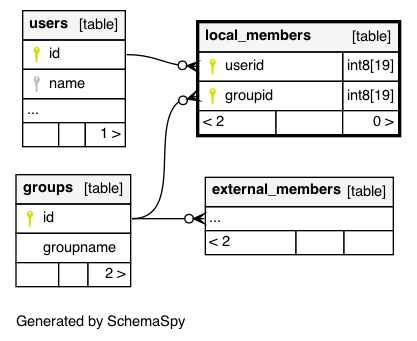 users [table]
id
name
...
1 >
local_members [table]
userid int8[19]
groupid int8[19]
< 2 0 >
groups [table]
id
groupname
2 >
external_members [table]
...
< 2
Generated by SchemaSpy